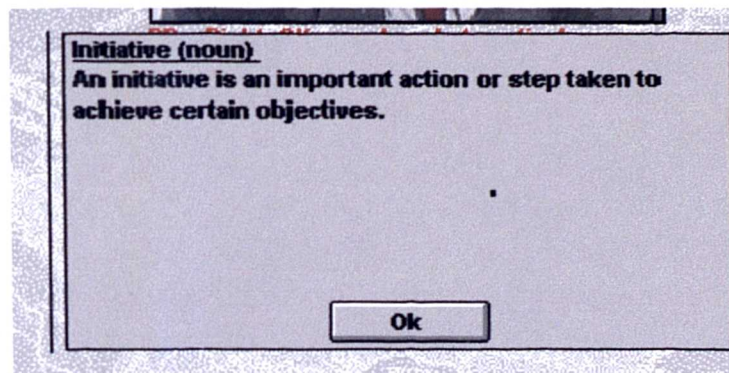 Initiative (noun)
An initiative is an important action or step taken to
achieve certain objectives.
Ok